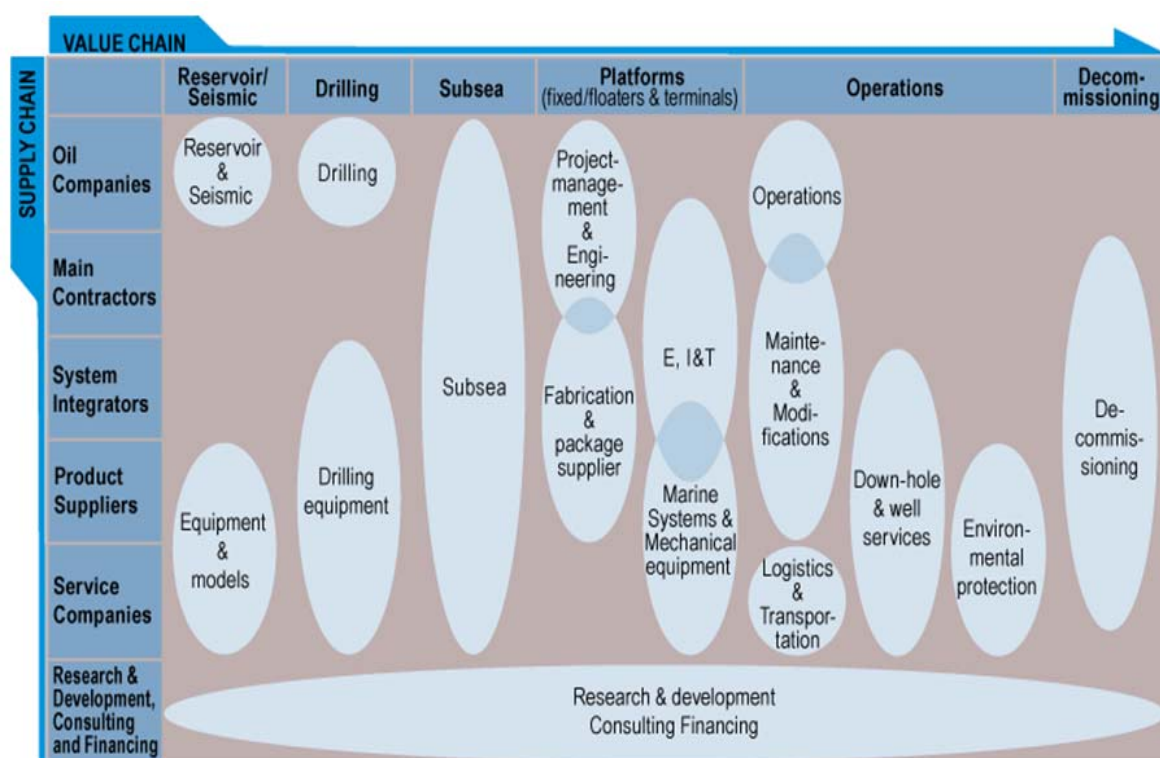 VALUE CHAIN
SUPPLY CHAIN
Reservoir/
Seismic
Drilling
Subsea
Platforms
(fixed/floaters & terminals)
Operations
Decom-
missioning
Oil
Companies
Reservoir
&
Seismic
Drilling
Project-
manage-
ment
&
Engi-
neering
Operations
Main
Contractors
System
Integrators
Subsea
E, I&T
Fabrication
&
package
supplier
Mainte-
nance
&
Modi-
fications
De-
commis-
sioning
Product
Suppliers
Equipment
&
models
Drilling
equipment
Marine
Systems &
Mechanical
equipment
Down-hole
& well
services
Environ-
mental
protection
Service
Companies
Logistics
&
Transpor-
tation
Research &
Development,
Consulting
and Financing
Research & development
Consulting Financing